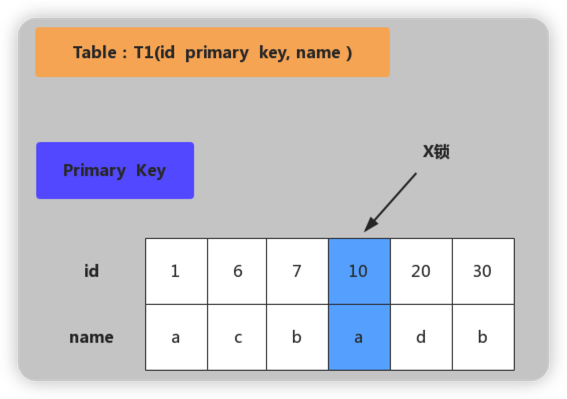 Table : T1(id primary key, name )
X锁
Primary Key
id 1 6 7 10 20 30
name a c b a d b